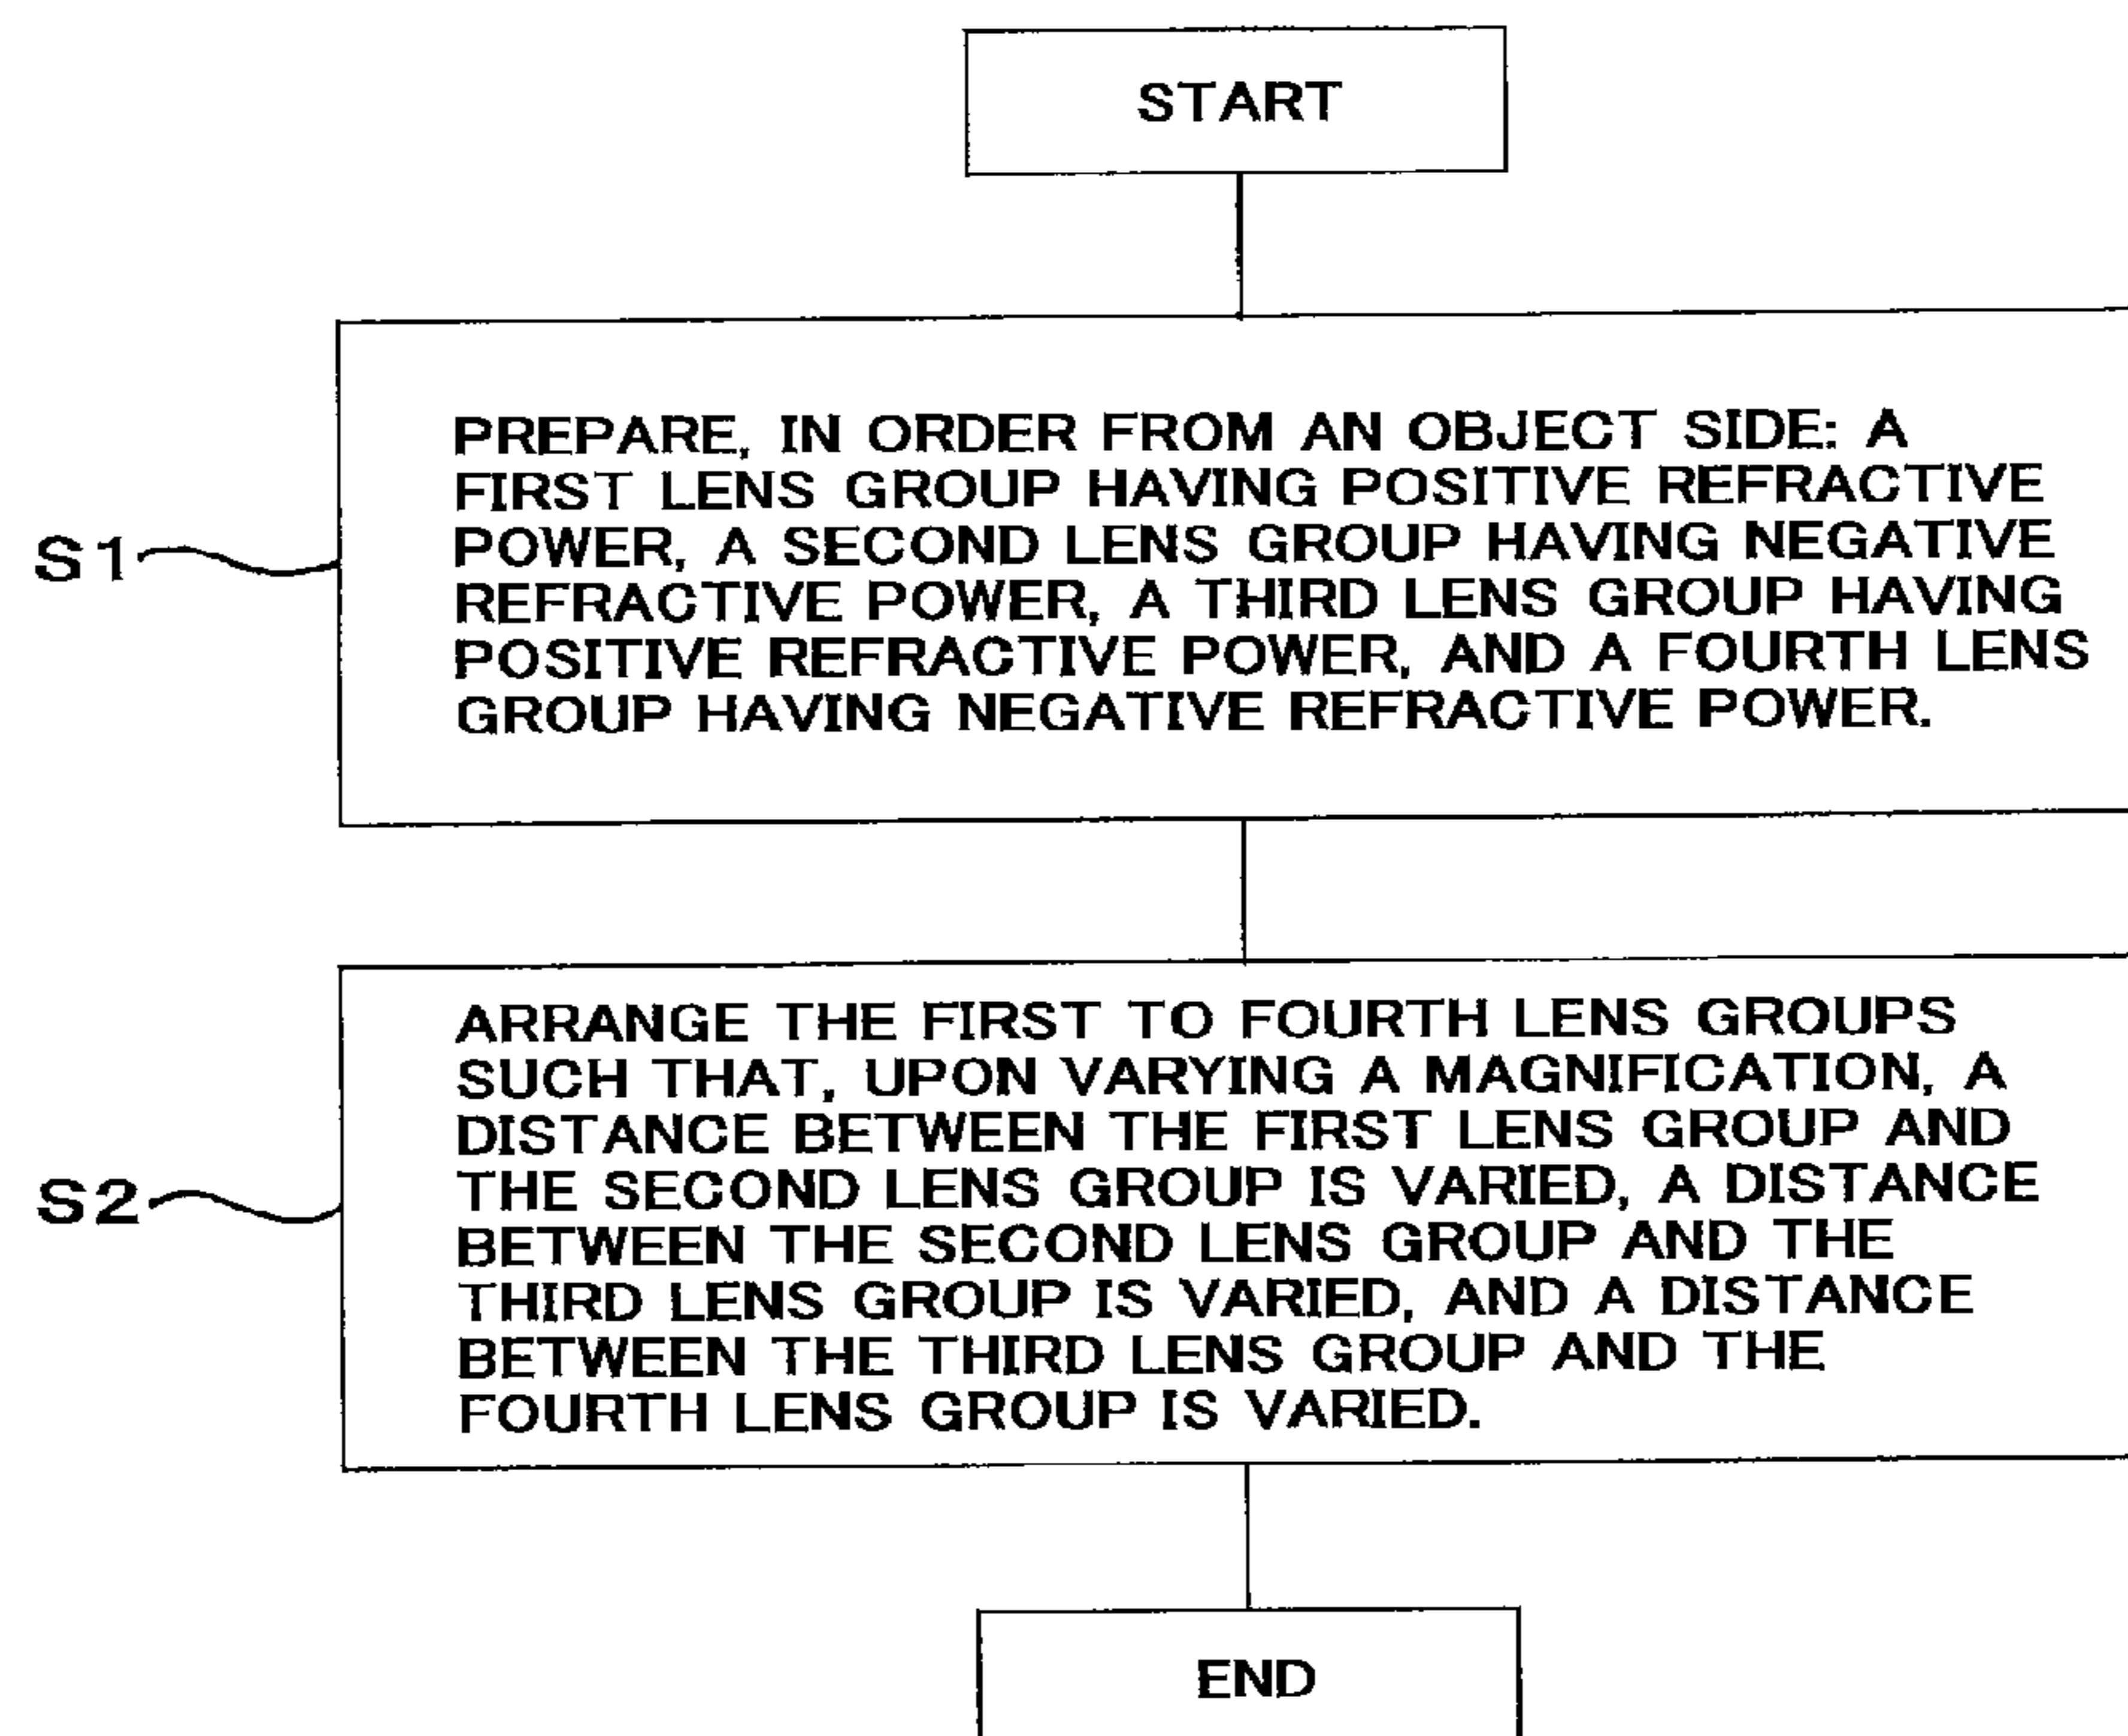 START
S1
PREPARE, IN ORDER FROM AN OBJECT SIDE: A
FIRST LENS GROUP HAVING POSITIVE REFRACTIVE
POWER, A SECOND LENS GROUP HAVING NEGATIVE
REFRACTIVE POWER, A THIRD LENS GROUP HAVING
POSITIVE REFRACTIVE POWER, AND A FOURTH LENS
GROUP HAVING NEGATIVE REFRACTIVE POWER.
S2
ARRANGE THE FIRST TO FOURTH LENS GROUPS
SUCH THAT, UPON VARYING A MAGNIFICATION, A
DISTANCE BETWEEN THE FIRST LENS GROUP AND
THE SECOND LENS GROUP IS VARIED, A DISTANCE
BETWEEN THE SECOND LENS GROUP AND THE
THIRD LENS GROUP IS VARIED, AND A DISTANCE
BETWEEN THE THIRD LENS GROUP AND THE
FOURTH LENS GROUP IS VARIED.
END